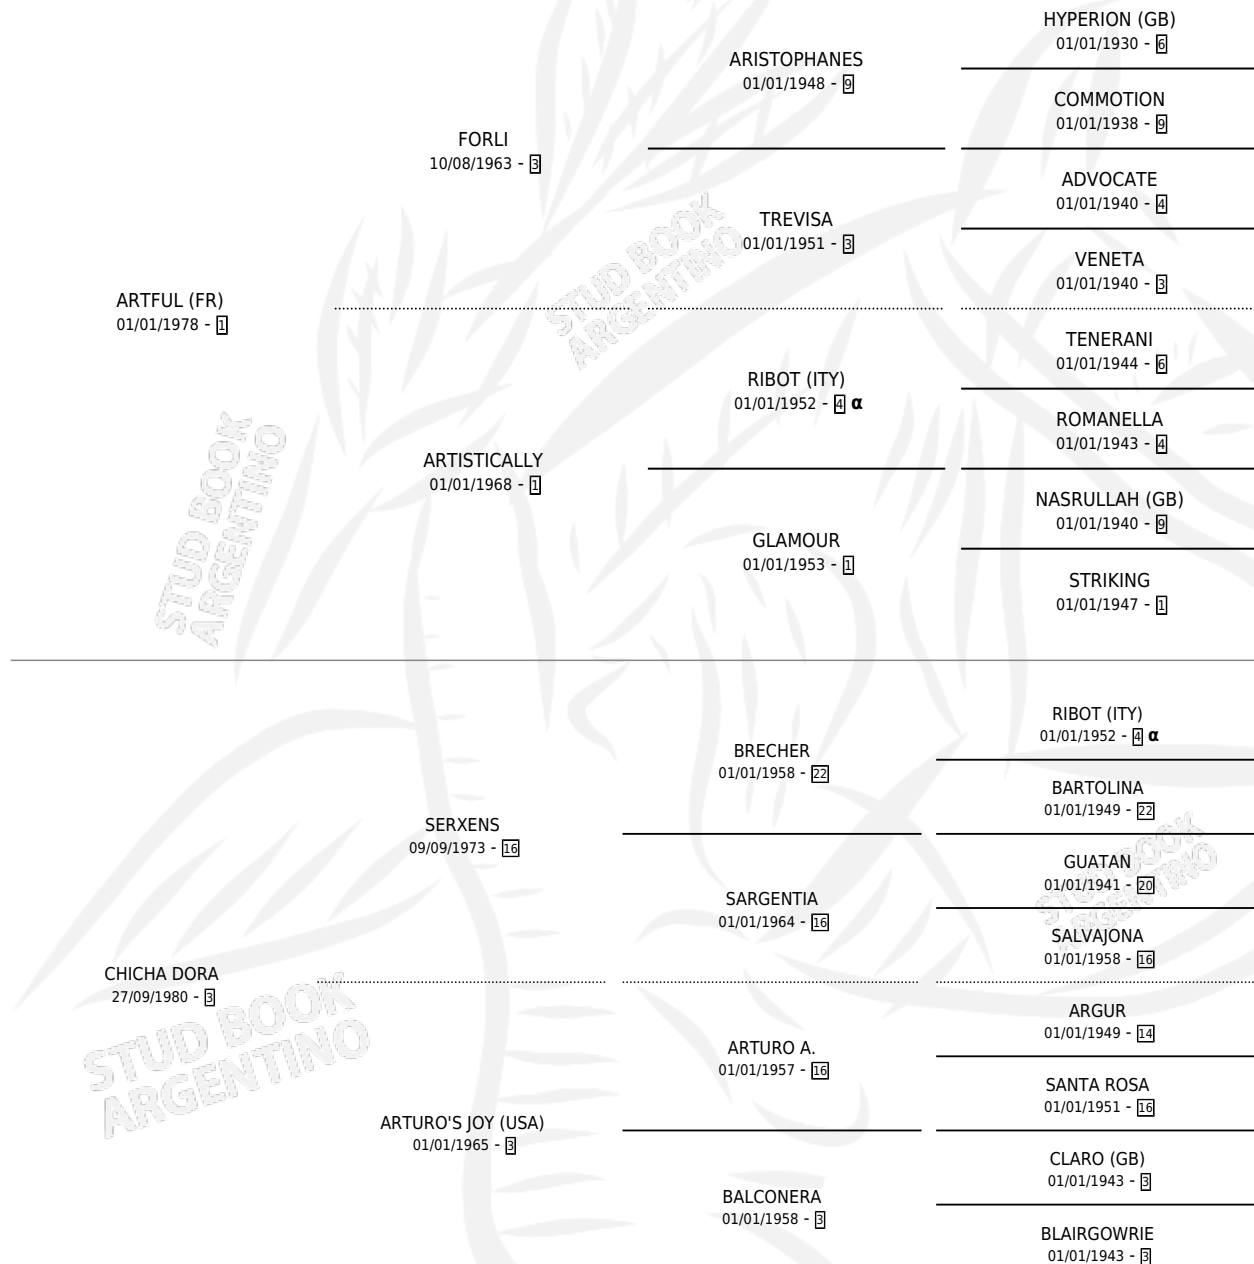 HYPERION (GB)
01/01/1930 - 6
ARISTOPHANES
01/01/1948 - 9
COMMOTION
01/01/1938 - 9
FORLI
10/08/1963 - 3
ADVOCATE
01/01/1940 - 4
TREVISA
01/01/1951 - 3
VENETA
01/01/1940 - 3
STUD BOOK
ARGENTINO
ARTFUL (FR)
01/01/1978 - 1
TENERANI
01/01/1944 - 6
RIBOT (ITY)
01/01/1952 - 4 α
ROMANELLA
01/01/1943 - 4
STUD BOOK
ARGENTINO
ARTISTICALLY
01/01/1968 - 1
NASRULLAH (GB)
01/01/1940 - 9
GLAMOUR
01/01/1953 - 1
STRIKING
01/01/1947 - 1
RIBOT (ITY)
01/01/1952 - 4 α
BRECHER
01/01/1958 - 22
BARTOLINA
01/01/1949 - 22
SERXENS
09/09/1973 - 16
GUATAN
01/01/1941 - 20
STUD BOOK
ARGENTINO
SARGENTIA
01/01/1964 - 16
SALVAJONA
01/01/1958 - 16
CHICHA DORA
27/09/1980 - 3
STUD BOOK
ARGENTINO
ARGUR
01/01/1949 - 14
ARTURO A.
01/01/1957 - 16
SANTA ROSA
01/01/1951 - 16
ARTURO'S JOY (USA)
01/01/1965 - 3
CLARO (GB)
01/01/1943 - 3
BALCONERA
01/01/1958 - 3
BLAIRGOWRIE
01/01/1943 - 3